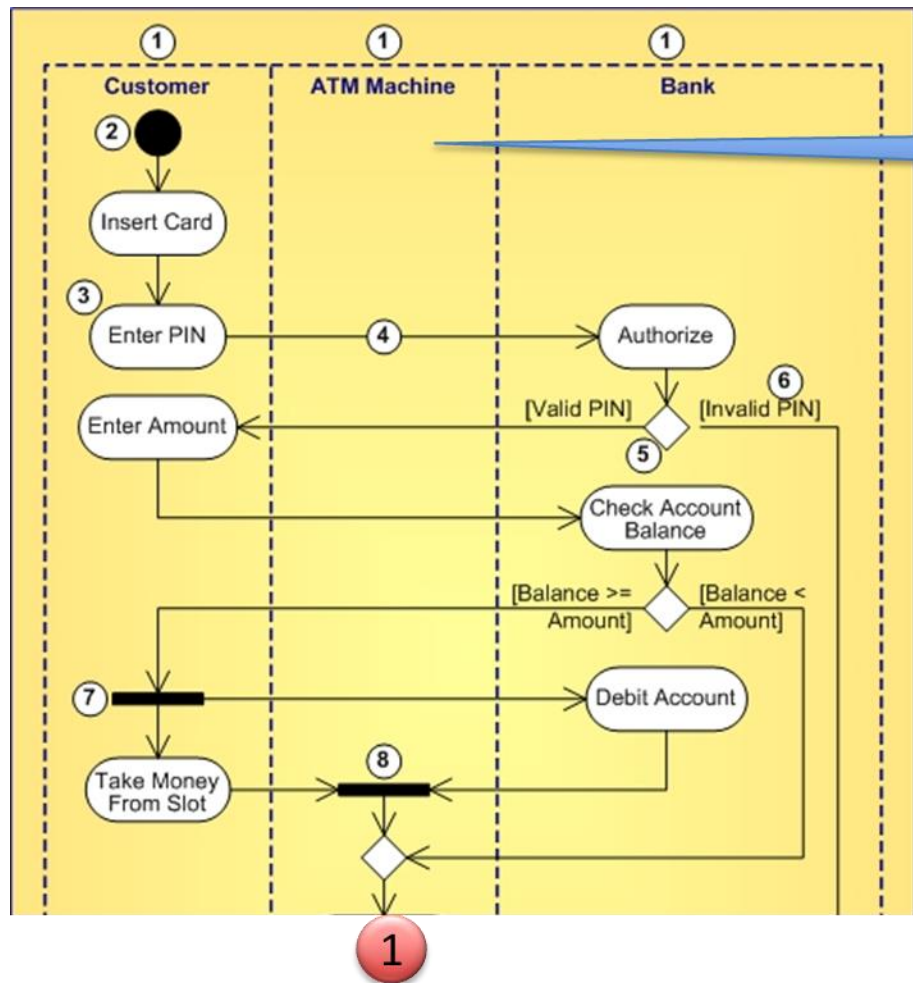 1
1
1
Customer
ATM Machine
Bank
2
Insert Card
3
Enter PIN
4
Authorize
6
Enter Amount
[Valid PIN]
[Invalid PIN]
5
Check Account
Balance
[Balance >=
Amount]
[Balance <
Amount]
7
Debit Account
8
Take Money
From Slot
1